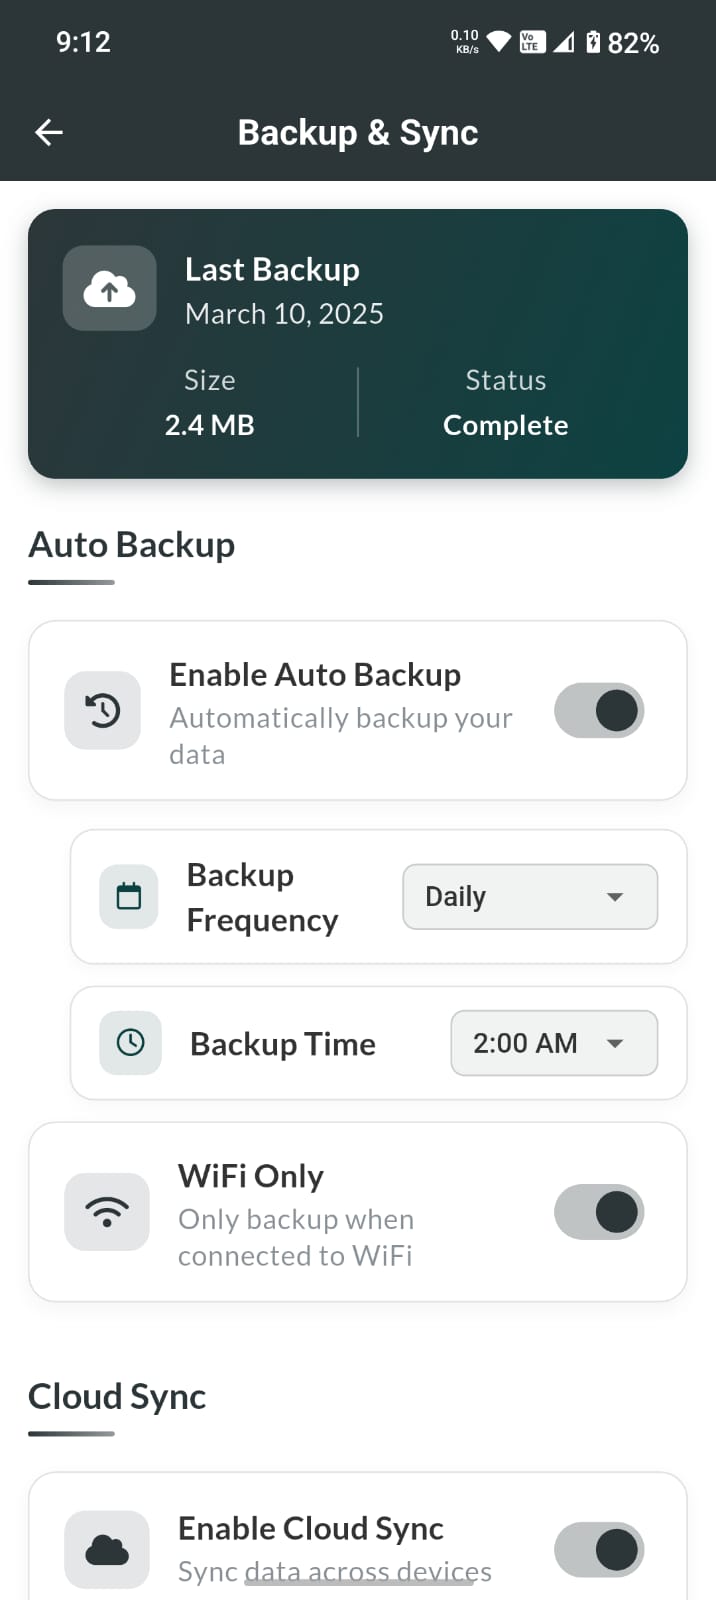 9:12
0.10
KB/s
Vo
LTE
82%
Backup & Sync
Last Backup
March 10, 2025
Size
Status
2.4 MB
Complete
Auto Backup
Enable Auto Backup
Automatically backup your
data
Backup
Frequency
Daily
Backup Time
2:00 AM
WiFi Only
Only backup when
connected to WiFi
Cloud Sync
Enable Cloud Sync
Sync data across devices